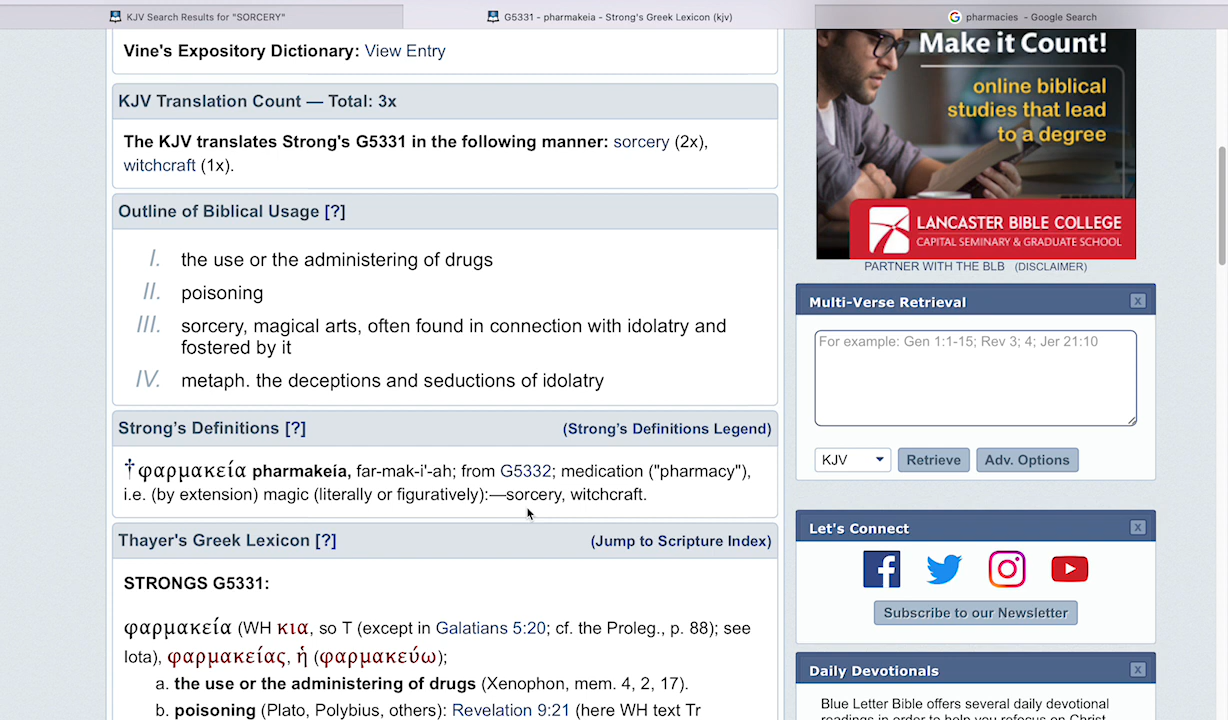 KJV Search Results for "SORCERY"
G5331 - pharmakeia - Strong's Greek Lexicon (kjv)
pharmacies - Google Search
Vine's Expository Dictionary: View Entry
KJV Translation Count — Total: 3x
The KJV translates Strong's G5331 in the following manner: sorcery (2x),
witchcraft (1x).
Outline of Biblical Usage [?]
I. the use or the administering of drugs
II. poisoning
III. sorcery, magical arts, often found in connection with idolatry and
fostered by it
IV. metaph. the deceptions and seductions of idolatry
Strong's Definitions [?]
(Strong's Definitions Legend)
†φαρμακεία pharmakeía, far-mak-i'-ah; from G5332; medication ("pharmacy"),
i.e. (by extension) magic (literally or figuratively):—sorcery, witchcraft.
Thayer's Greek Lexicon [?]
(Jump to Scripture Index)
STRONGS G5331:
φαρμακεία (WH κια, so T (except in Galatians 5:20; cf. the Proleg., p. 88); see
Iota), φαρμακείας, ἡ (φαρμακεύω);
a. the use or the administering of drugs (Xenophon, mem. 4, 2, 17).
b. poisoning (Plato, Polybius, others): Revelation 9:21 (here WH text Tr
Make it Count!
online biblical
studies that lead
to a degree
LANCASTER BIBLE COLLEGE
CAPITAL SEMINARY & GRADUATE SCHOOL
PARTNER WITH THE BLB (DISCLAIMER)
Multi-Verse Retrieval
x
For example: Gen 1:1-15; Rev 3; 4; Jer 21:10
KJV
Retrieve
Adv. Options
Let's Connect
x
Subscribe to our Newsletter
Daily Devotionals
x
Blue Letter Bible offers several daily devotional
readings in order to help you refocus on Christ